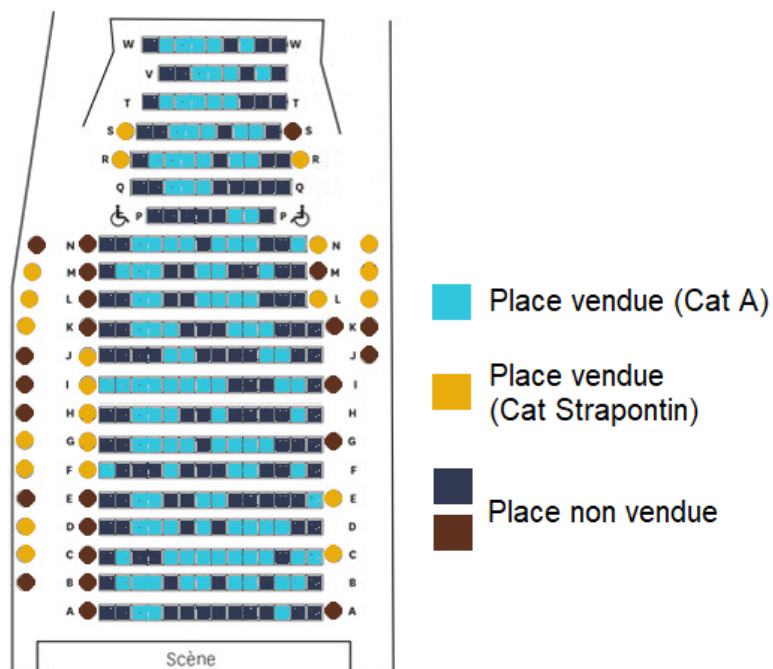 W W
V
T T
S S
R R
Q Q
P P
N N
M M
L L
K K
J J
I I
H H
G G
F F
E E
D D
C C
B B
A A
Scène
Place vendue (Cat A)
Place vendue
(Cat Strapontin)
Place non vendue